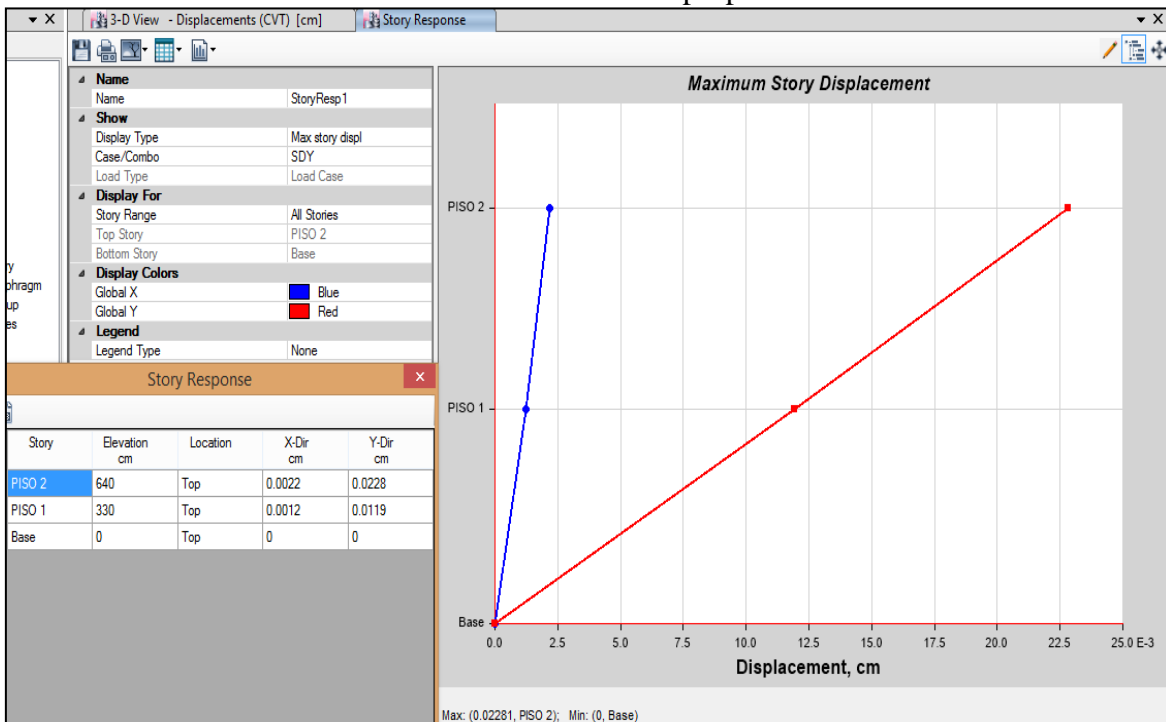 3-D View - Displacements (CVT) [cm]
Story Response
Name
Name StoryResp1
Show
Display Type Max story displ
Case/Combo SDY
Load Type Load Case
Display For
Story Range All Stories
Top Story PISO 2
Bottom Story Base
Display Colors
Global X Blue
Global Y Red
Legend
Legend Type None
ry
phragm
up
es
Story Response
Story Elevation Location X-Dir Y-Dir
cm cm cm
PISO 2 640 Top 0.0022 0.0228
PISO 1 330 Top 0.0012 0.0119
Base 0 Top 0 0
Maximum Story Displacement
PISO 2
PISO 1
Base
0.0 2.5 5.0 7.5 10.0 12.5 15.0 17.5 20.0 22.5 25.0 E-3
Displacement, cm
Max: (0.02281, PISO 2); Min: (0, Base)